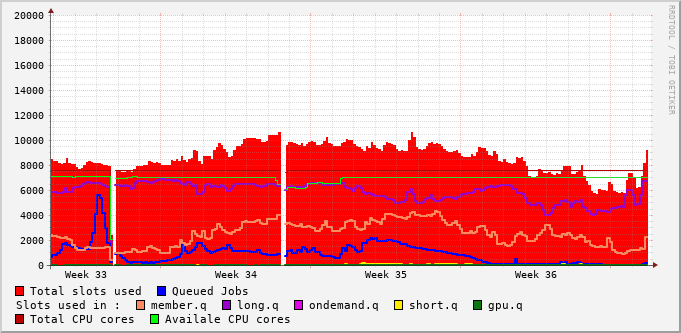 20000
18000
16000
14000
12000
10000
8000
6000
4000
2000
0
Week 33 Week 34 Week 35 Week 36
RRDTOOL / TOBI OETIKER
Total slots used Queued Jobs
Slots used in : member.q long.q ondemand.q short.q gpu.q
Total CPU cores Availale CPU cores